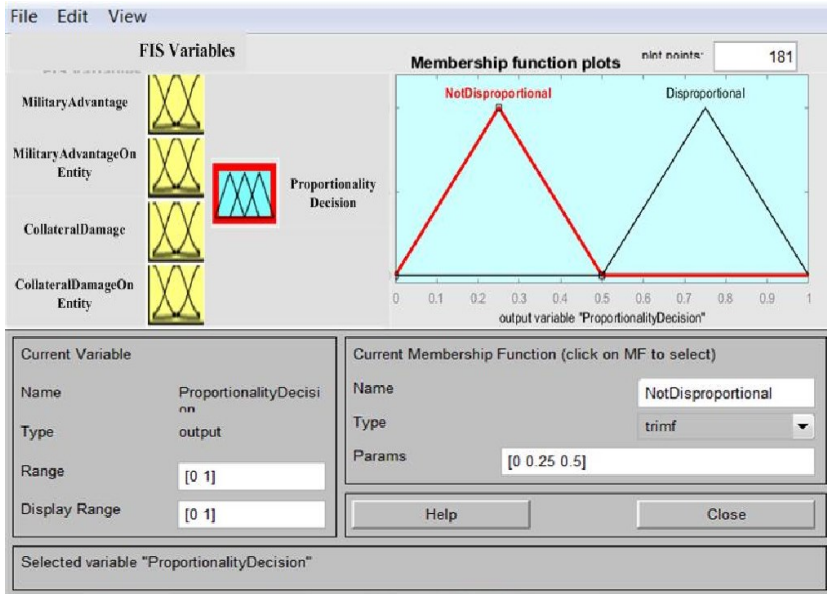 File Edit View
FIS Variables
Membership function plots
plot points:
181
MilitaryAdvantage
MilitaryAdvantageOn
Entity
CollateralDamage
CollateralDamageOn
Entity
Proportionality
Decision
NotDisproportional
Disproportional
0 0.1 0.2 0.3 0.4 0.5 0.6 0.7 0.8 0.9 1
output variable "ProportionalityDecision"
Current Variable
Name
ProportionalityDecisi
on
Type
output
Range
[0 1]
Display Range
[0 1]
Current Membership Function (click on MF to select)
Name
NotDisproportional
Type
trimf
Params
[0 0.25 0.5]
Help
Close
Selected variable "ProportionalityDecision"